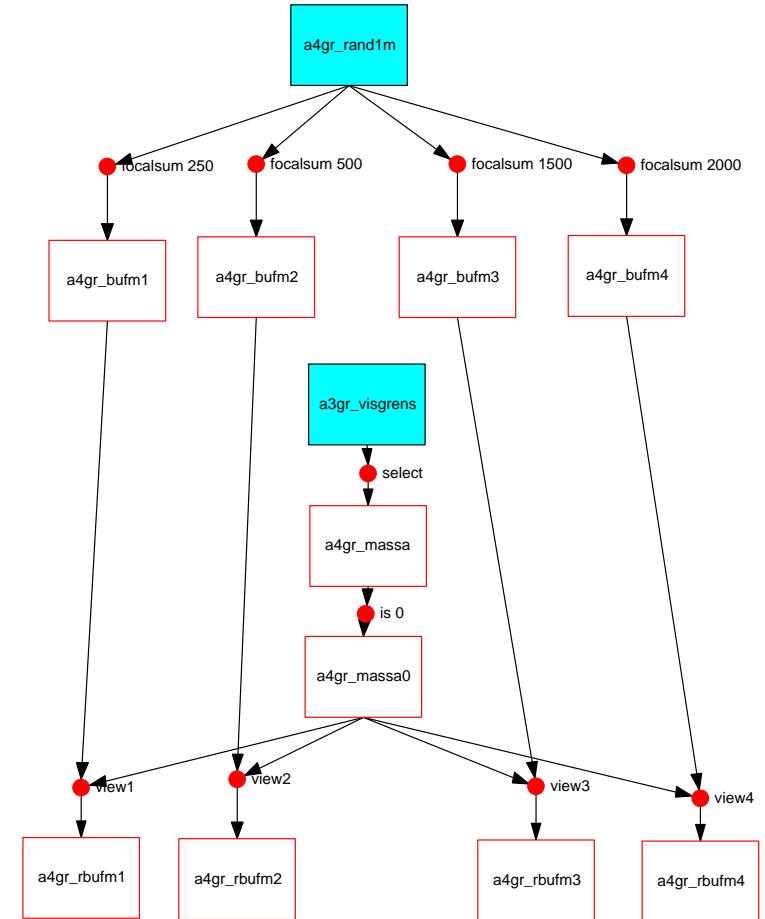 a4gr_rand1m
focalsum 250
focalsum 500
focalsum 1500
focalsum 2000
a4gr_bufm1
a4gr_bufm2
a4gr_bufm3
a4gr_bufm4
a3gr_visgrens
select
a4gr_massa
is 0
a4gr_massa0
view1
view2
view3
view4
a4gr_rbufm1
a4gr_rbufm2
a4gr_rbufm3
a4gr_rbufm4